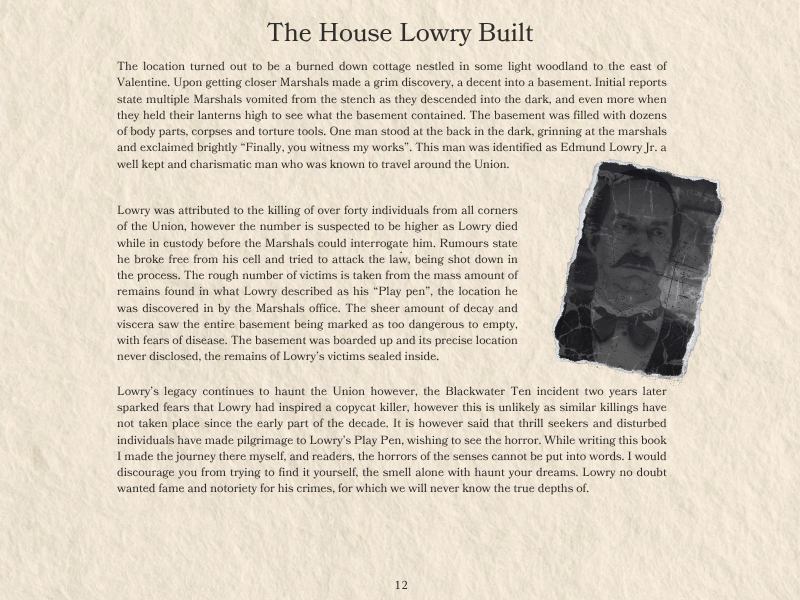 The House Lowry Built
The location turned out to be a burned down cottage nestled in some light woodland to the east of
Valentine. Upon getting closer Marshals made a grim discovery, a decent into a basement. Initial reports
state multiple Marshals vomited from the stench as they descended into the dark, and even more when
they held their lanterns high to see what the basement contained. The basement was filled with dozens
of body parts, corpses and torture tools. One man stood at the back in the dark, grinning at the marshals
and exclaimed brightly “Finally, you witness my works”. This man was identified as Edmund Lowry Jr. a
well kept and charismatic man who was known to travel around the Union.
Lowry was attributed to the killing of over forty individuals from all corners
of the Union, however the number is suspected to be higher as Lowry died
while in custody before the Marshals could interrogate him. Rumours state
he broke free from his cell and tried to attack the law, being shot down in
the process. The rough number of victims is taken from the mass amount of
remains found in what Lowry described as his “Play pen”, the location he
was discovered in by the Marshals office. The sheer amount of decay and
viscera saw the entire basement being marked as too dangerous to empty,
with fears of disease. The basement was boarded up and its precise location
never disclosed, the remains of Lowry’s victims sealed inside.
Lowry’s legacy continues to haunt the Union however, the Blackwater Ten incident two years later
sparked fears that Lowry had inspired a copycat killer, however this is unlikely as similar killings have
not taken place since the early part of the decade. It is however said that thrill seekers and disturbed
individuals have made pilgrimage to Lowry’s Play Pen, wishing to see the horror. While writing this book
I made the journey there myself, and readers, the horrors of the senses cannot be put into words. I would
discourage you from trying to find it yourself, the smell alone with haunt your dreams. Lowry no doubt
wanted fame and notoriety for his crimes, for which we will never know the true depths of.
12